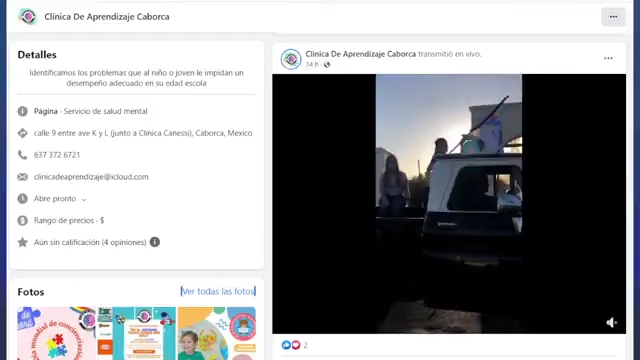 Clínica De Aprendizaje Caborca
Detalles
Identificamos los problemas que al niño o joven le impidan un
desempeño adecuado en su edad escola
Página · Servicio de salud mental
calle 9 entre ave K y L (junto a Clínica Canessi), Caborca, Mexico
637 372 6721
clinicadeaprendizaje@icloud.com
Abre pronto
Rango de precios · $
Aún sin calificación (4 opiniones)
Fotos
Ver todas las fotos
Clínica De Aprendizaje Caborca transmitió en vivo.
14 h ·
2